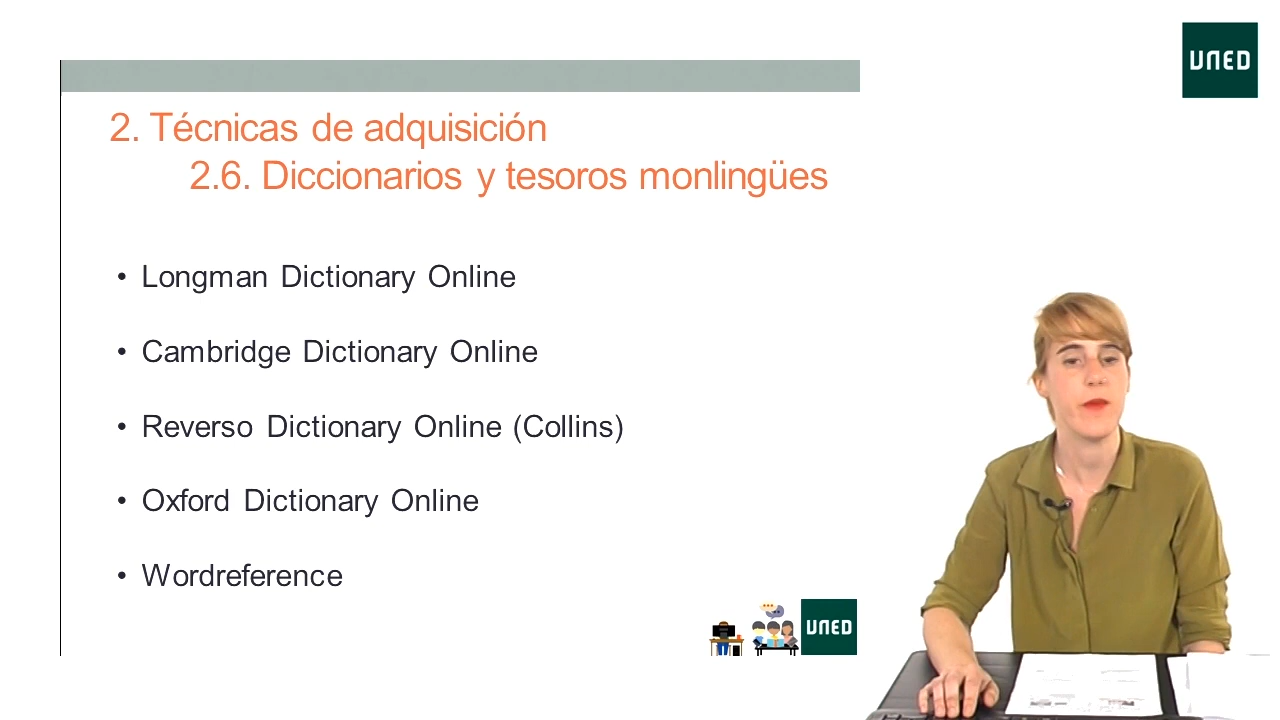 UNED
2. Técnicas de adquisición
2.6. Diccionarios y tesoros monlingües
• Longman Dictionary Online
• Cambridge Dictionary Online
• Reverso Dictionary Online (Collins)
• Oxford Dictionary Online
• Wordreference
UNED